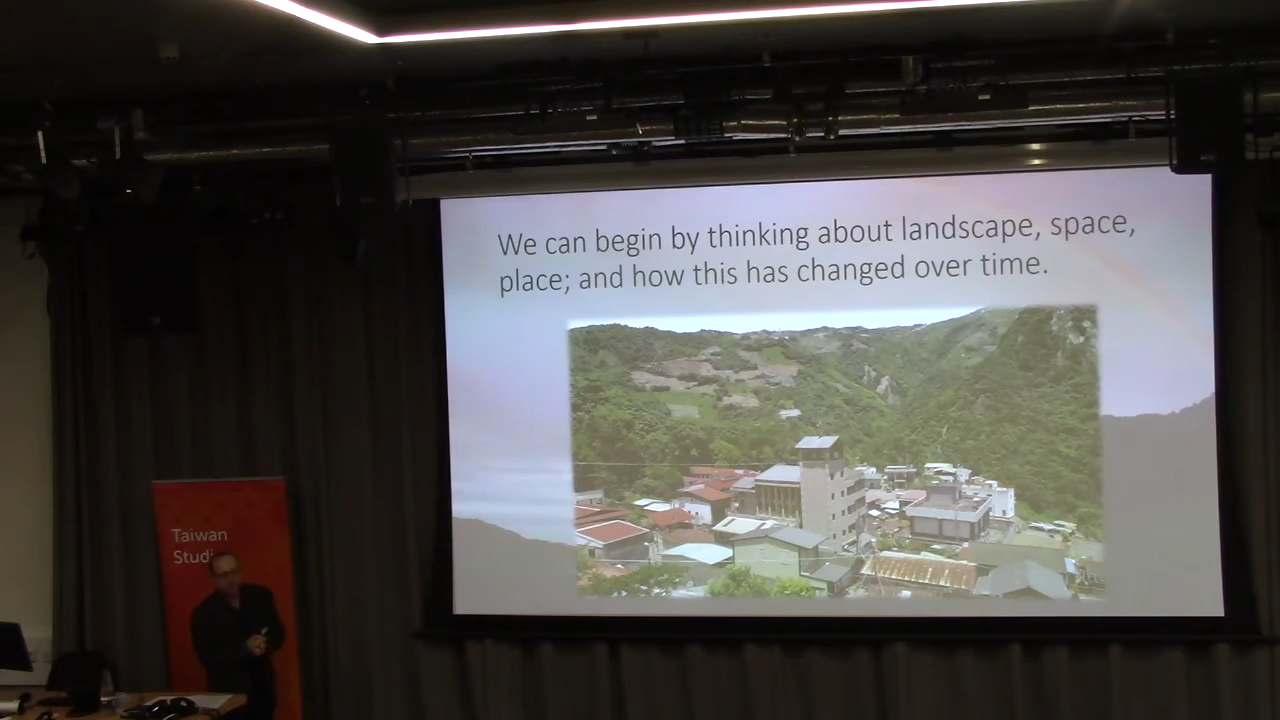 We can begin by thinking about landscape, space,
place; and how this has changed over time.
Taiwan
Studi